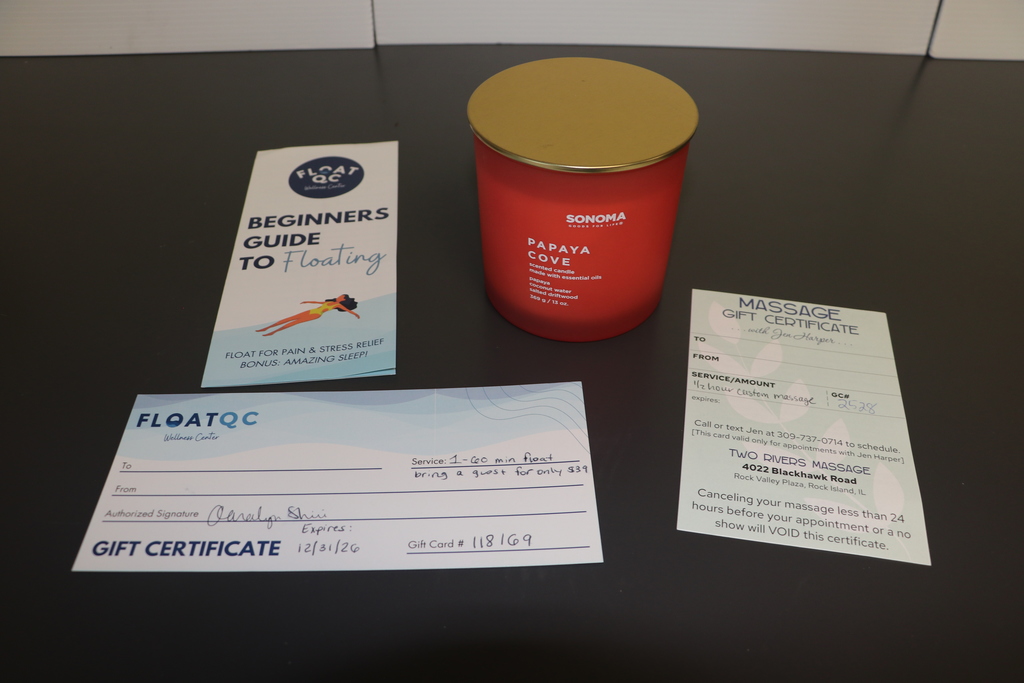 FLOAT
QC
Wellness Center
BEGINNERS
GUIDE
TO Floating
FLOAT FOR PAIN & STRESS RELIEF
BONUS: AMAZING SLEEP!
SONOMA
GOODS FOR LIFE
PAPAYA
COVE
scented candle
made with essential oils
papaya
coconut water
salted driftwood
360 g / 13 oz.
FLOATQC
Wellness Center
To
Service: 1-60 min float
bring a guest for only $39
From
Authorized Signature
Expires:
GIFT CERTIFICATE 12/31/26
Gift Card # 118169
MASSAGE
GIFT CERTIFICATE
...with Jen Harper...
TO
FROM
SERVICE/AMOUNT
1/2 hour custom massage
GC#
2528
expires:
Call or text Jen at 309-737-0714 to schedule.
[This card valid only for appointments with Jen Harper]
TWO RIVERS MASSAGE
4022 Blackhawk Road
Rock Valley Plaza, Rock Island, IL
Canceling your massage less than 24
hours before your appointment or a no
show will VOID this certificate.